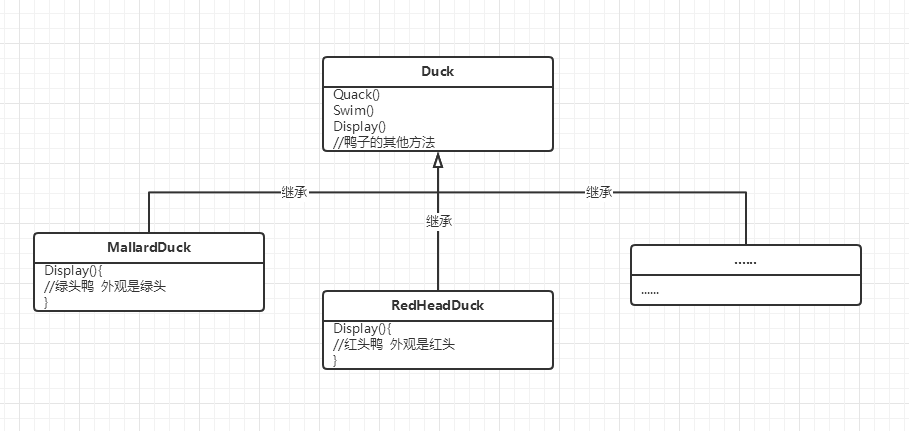 Duck
Quack()
Swim()
Display()
//鸭子的其他方法
继承
继承
继承
MallardDuck
Display(){
//绿头鸭  外观是绿头
}
RedHeadDuck
Display(){
//红头鸭  外观是红头
}
......
......